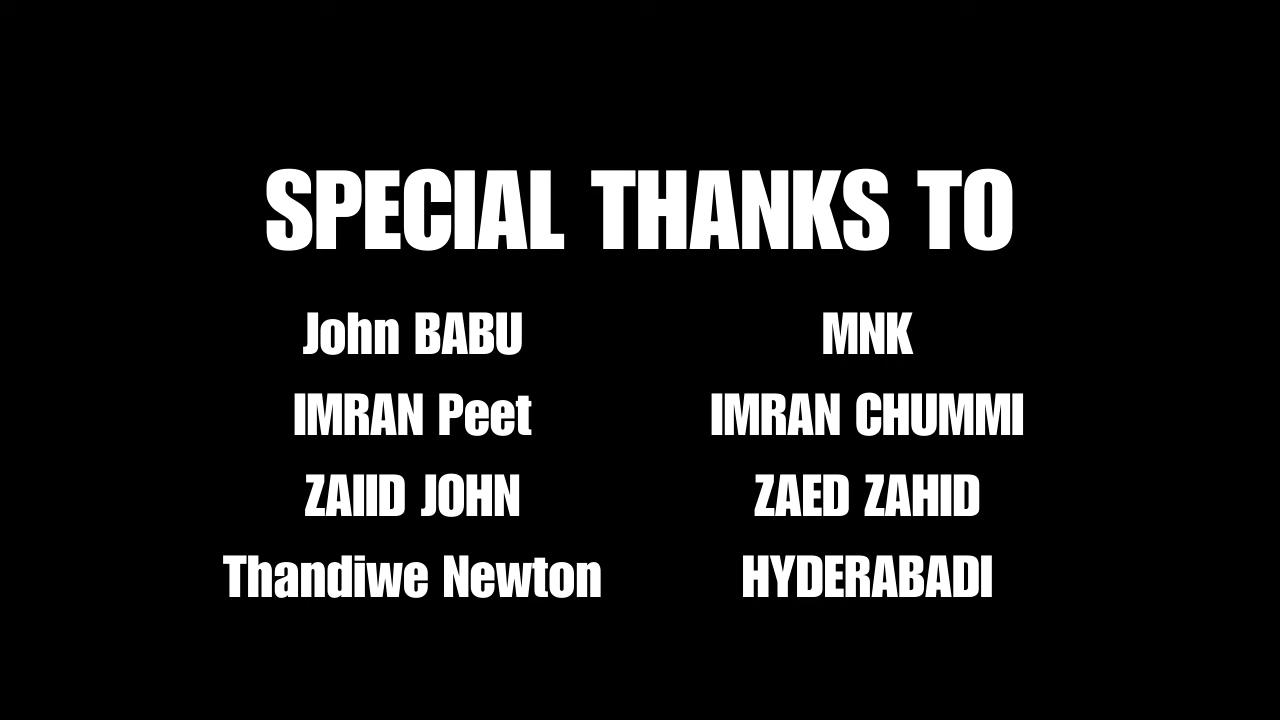 SPECIAL THANKS TO
John BABU
MNK
IMRAN Peet
IMRAN CHUMMI
ZAIID JOHN
ZAED ZAHID
Thandiwe Newton
HYDERABADI